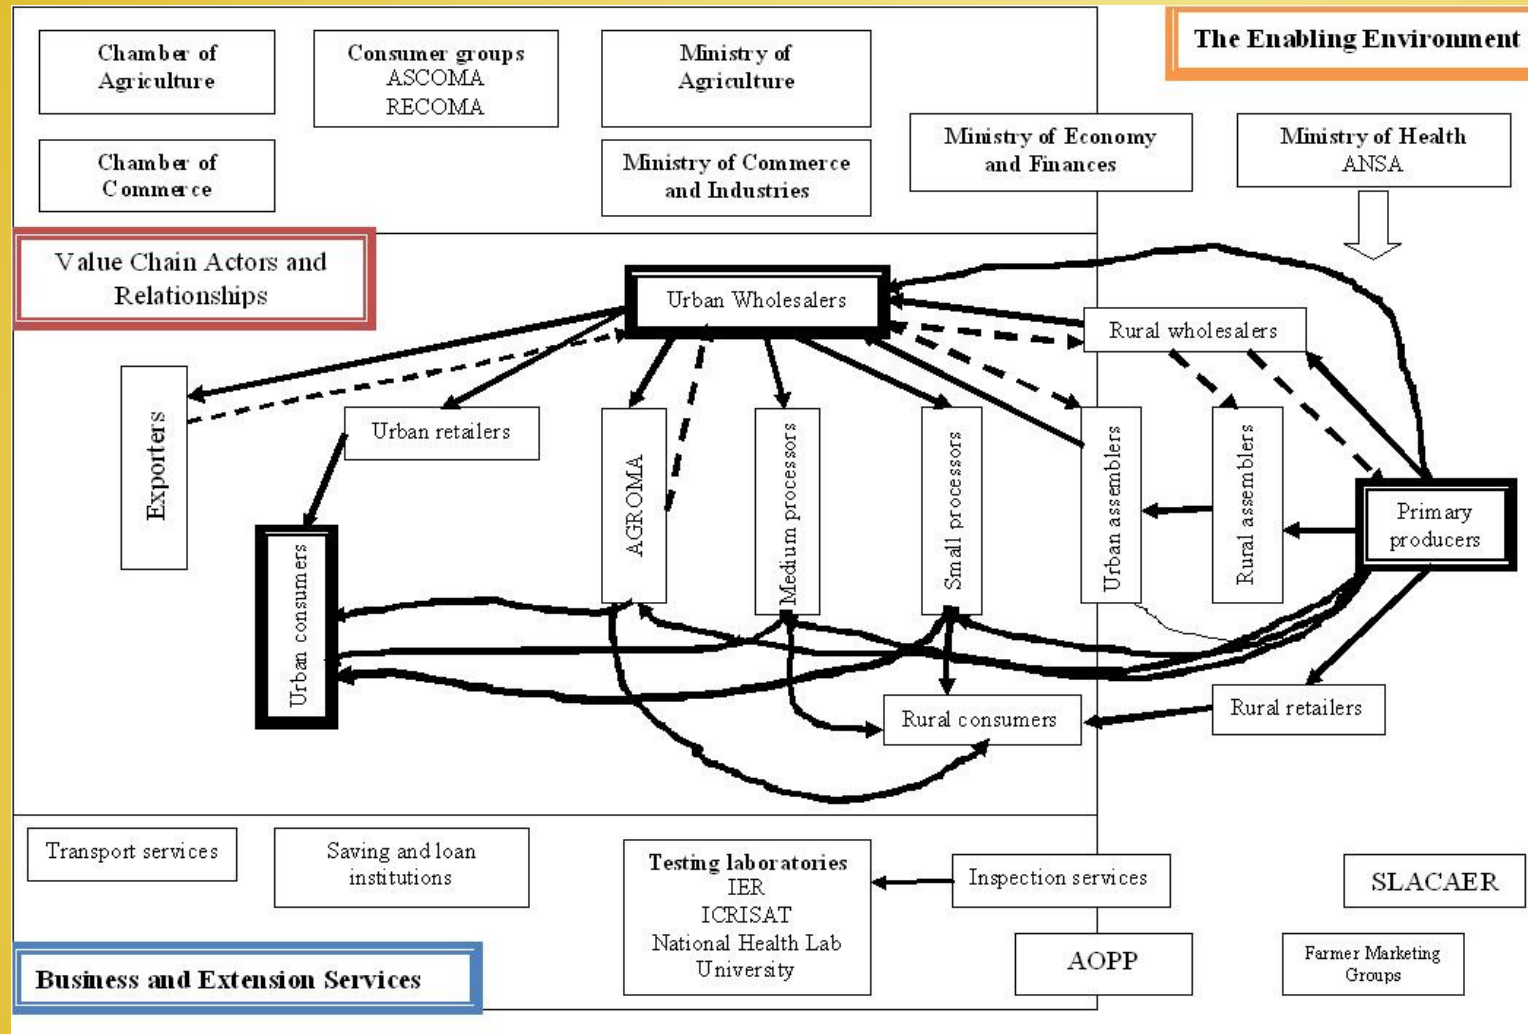 The Enabling Environment
Chamber of
Agriculture
Consumer groups
ASCOMA
RECOMA
Ministry of
Agriculture
Chamber of
Commerce
Ministry of Commerce
and Industries
Ministry of Economy
and Finances
Ministry of Health
ANSA
Value Chain Actors and
Relationships
Urban Wholesalers
Rural wholesalers
Exporters
Urban retailers
AGROMA
Medium processors
Small processors
Urban assemblers
Rural assemblers
Primary
producers
Urban consumers
Rural consumers
Rural retailers
Transport services
Saving and loan
institutions
Testing laboratories
IER
ICRISAT
National Health Lab
University
Inspection services
SLACAER
AOPP
Farmer Marketing
Groups
Business and Extension Services